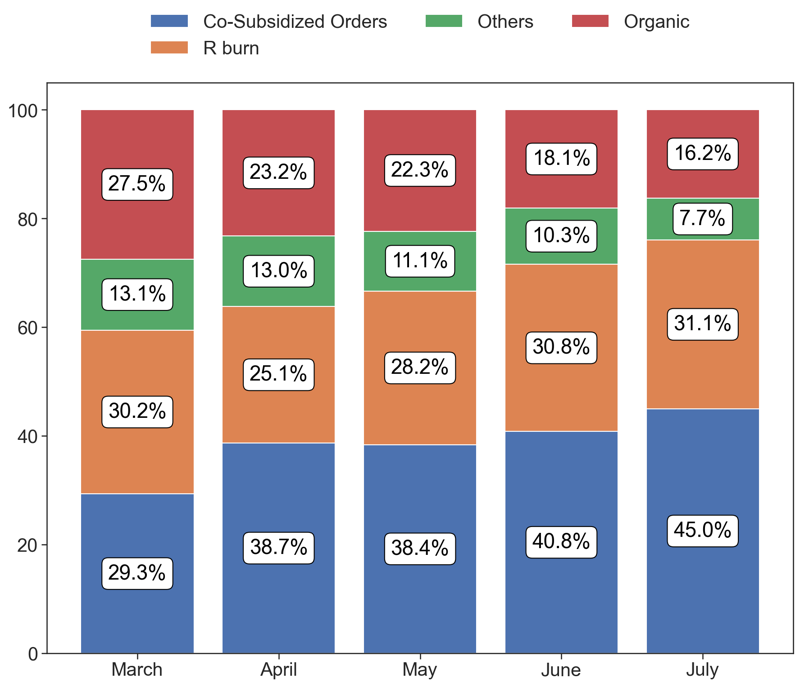 Co-Subsidized Orders
Others
Organic
R burn
100
80
60
40
20
0
27.5%
23.2%
22.3%
18.1%
16.2%
13.1%
13.0%
11.1%
10.3%
7.7%
30.2%
25.1%
28.2%
30.8%
31.1%
29.3%
38.7%
38.4%
40.8%
45.0%
March
April
May
June
July